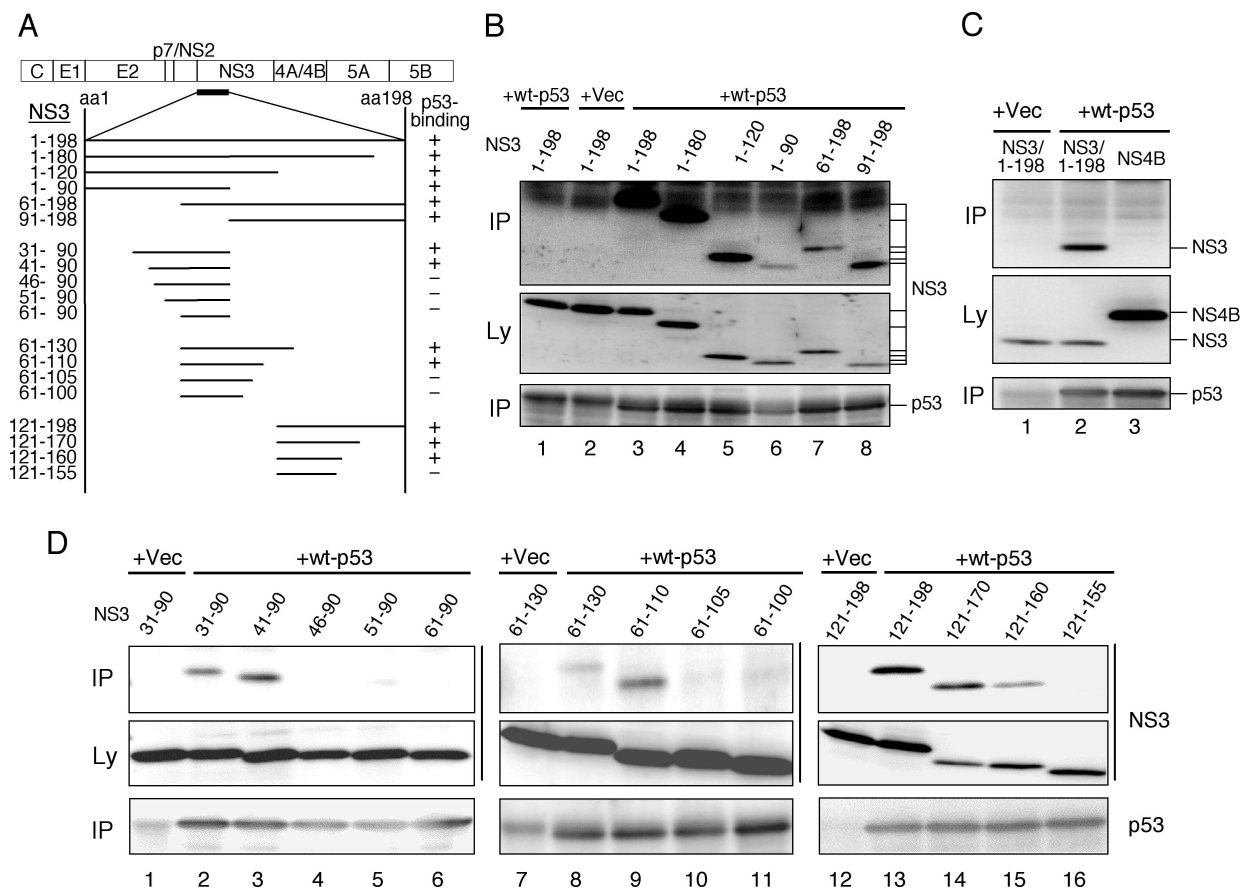 A
p7/NS2
C E1 E2 NS3 4A/4B 5A 5B
NS3 aa1 aa198 p53-
binding
1-198 +
1-180 +
1-120 +
1- 90 +
61-198 +
91-198 +
31- 90 +
41- 90 +
46- 90 −
51- 90 −
61- 90 −
61-130 +
61-110 +
61-105 −
61-100 −
121-198 +
121-170 +
121-160 +
121-155 −
B
+wt-p53 +Vec +wt-p53
NS3 1-198 1-198 1-198 1-180 1-120 1-90 61-198 91-198
IP
NS3
Ly
IP p53
1 2 3 4 5 6 7 8
C
+Vec +wt-p53
NS3/ NS3/ NS4B
1-198 1-198
IP
NS3
Ly NS4B
NS3
IP p53
1 2 3
D
+Vec +wt-p53 +Vec +wt-p53 +Vec +wt-p53
NS3 31-90 31-90 41-90 46-90 51-90 61-90 61-130 61-130 61-110 61-105 61-100 121-198 121-198 121-170 121-160 121-155
IP
NS3
Ly
IP p53
1 2 3 4 5 6 7 8 9 10 11 12 13 14 15 16